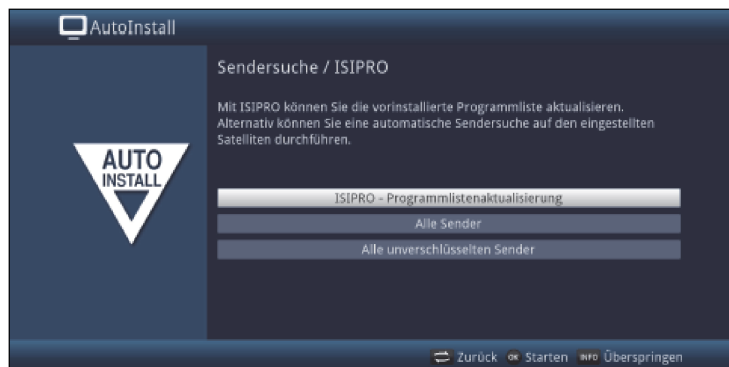 AutoInstall
Sendersuche / ISIPRO
Mit ISIPRO können Sie die vorinstallierte Programmliste aktualisieren.
Alternativ können Sie eine automatische Sendersuche auf den eingestellten
Satelliten durchführen.
AUTO
INSTALL
ISIPRO - Programmlistenaktualisierung
Alle Sender
Alle unverschlüsselten Sender
Zurück OK Starten INFO Überspringen